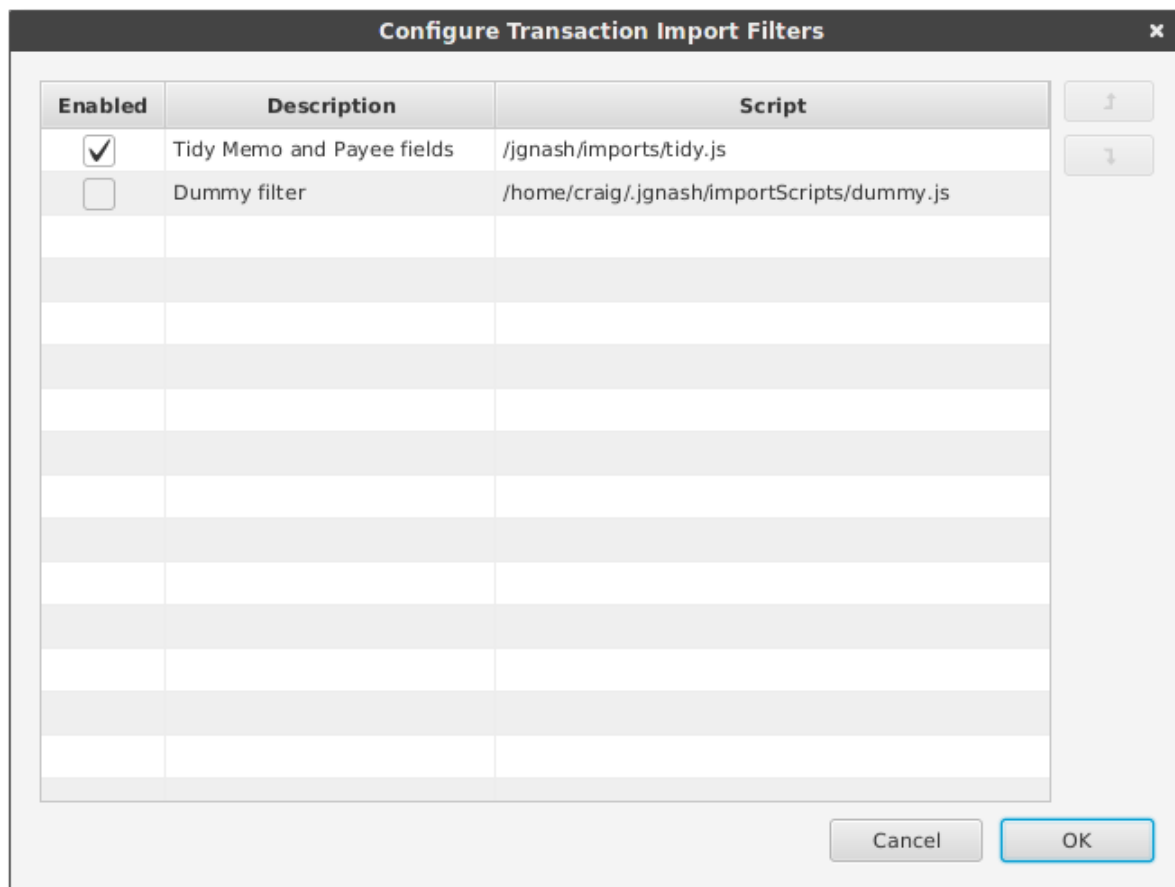 Configure Transaction Import Filters
Enabled Description Script
Tidy Memo and Payee fields /jgnash/imports/tidy.js
Dummy filter /home/craig/.jgnash/importScripts/dummy.js
Cancel OK